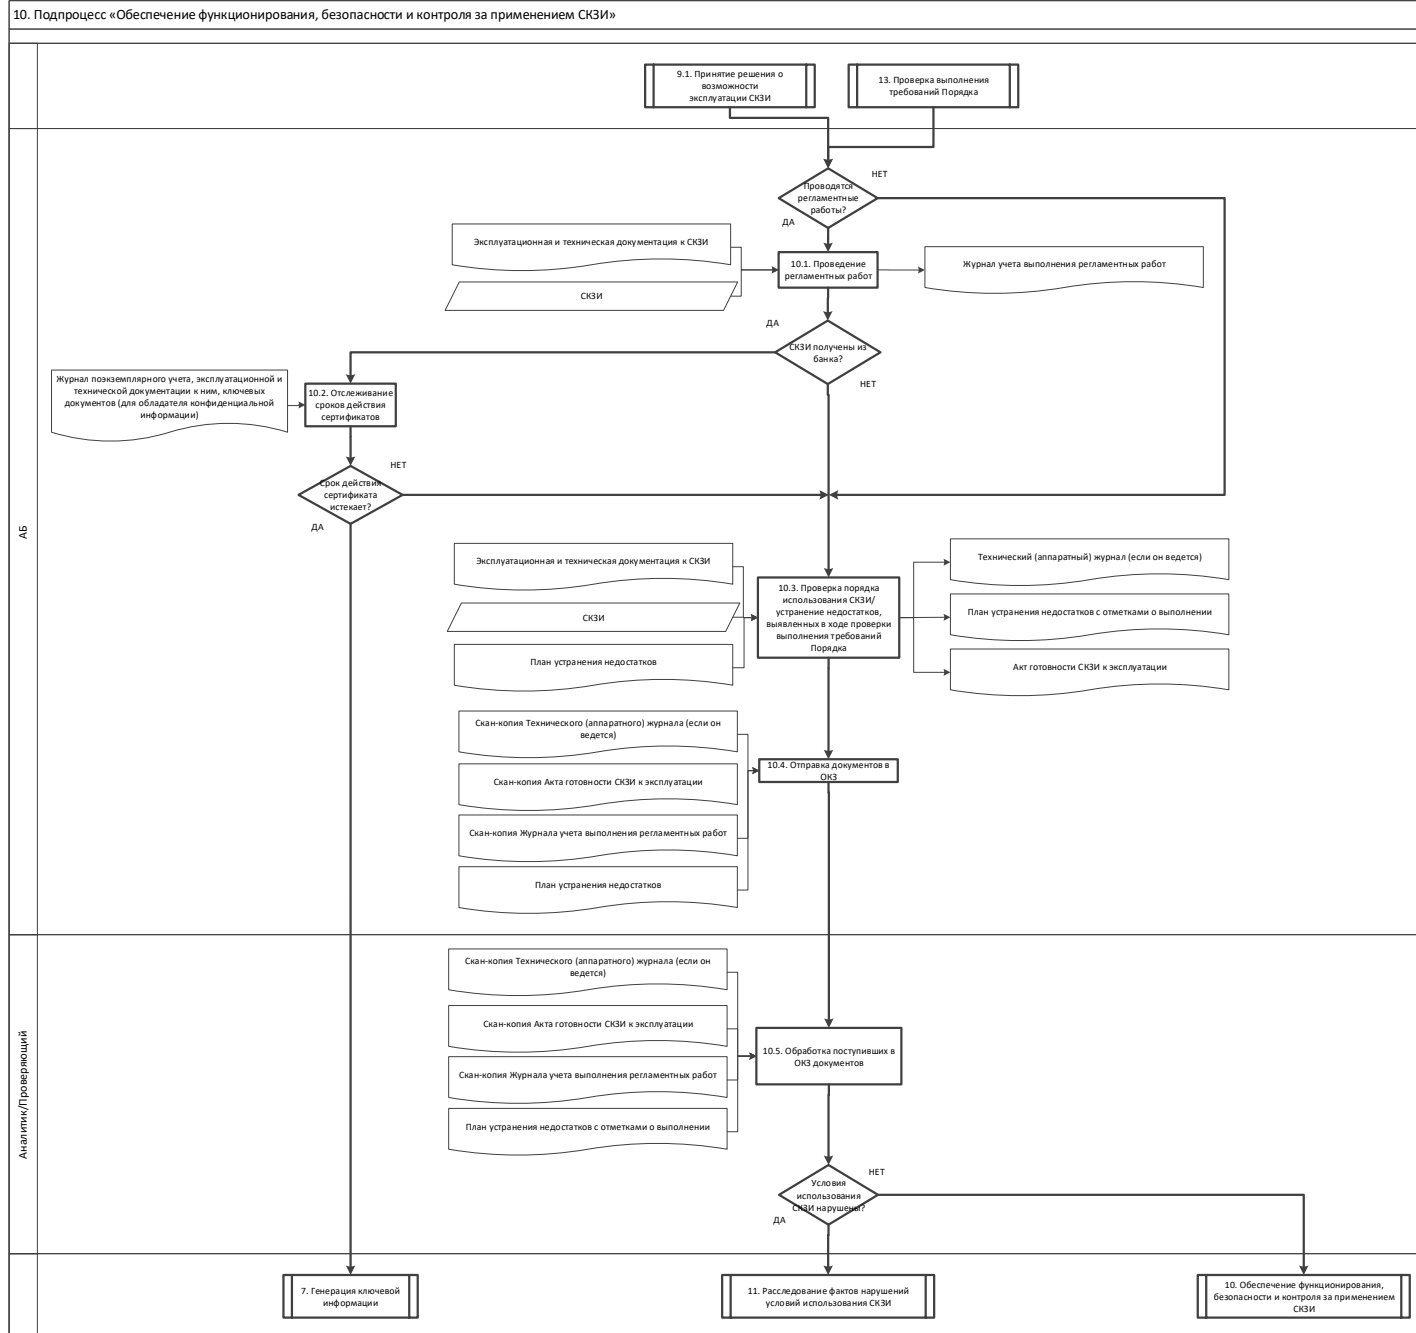 10. Подпроцесс «Обеспечение функционирования, безопасности и контроля за применением СКЗИ»
9.1. Принятие решения о
возможности
эксплуатации СКЗИ
13. Проверка выполнения
требований Порядка
АБ
Проводятся
регламентные
работы?
НЕТ
ДА
Эксплуатационная и техническая документация к СКЗИ
СКЗИ
10.1. Проведение
регламентных работ
Журнал учета выполнения регламентных работ
ДА
СКЗИ получены из
банка?
НЕТ
Журнал поэкземплярного учета, эксплуатационной и
технической документации к ним, ключевых
документов (для обладателя конфиденциальной
информации)
10.2. Отслеживание
сроков действия
сертификатов
НЕТ
Срок действия
сертификата
истекает?
ДА
Эксплуатационная и техническая документация к СКЗИ
СКЗИ
План устранения недостатков
10.3. Проверка порядка
использования СКЗИ/
устранение недостатков,
выявленных в ходе проверки
выполнения требований
Порядка
Технический (аппаратный) журнал (если он ведется)
План устранения недостатков с отметками о выполнении
Акт готовности СКЗИ к эксплуатации
Скан-копия Технического (аппаратного) журнала (если он
ведется)
Скан-копия Акта готовности СКЗИ к эксплуатации
Скан-копия Журнала учета выполнения регламентных работ
План устранения недостатков
10.4. Отправка документов в
ОКЗ
Аналитик/Проверяющий
Скан-копия Технического (аппаратного) журнала (если он
ведется)
Скан-копия Акта готовности СКЗИ к эксплуатации
Скан-копия Журнала учета выполнения регламентных работ
План устранения недостатков с отметками о выполнении
10.5. Обработка поступивших в
ОКЗ документов
Условия
использования
СКЗИ нарушены?
НЕТ
ДА
7. Генерация ключевой
информации
11. Расследование фактов нарушений
условий использования СКЗИ
10. Обеспечение функционирования,
безопасности и контроля за применением
СКЗИ